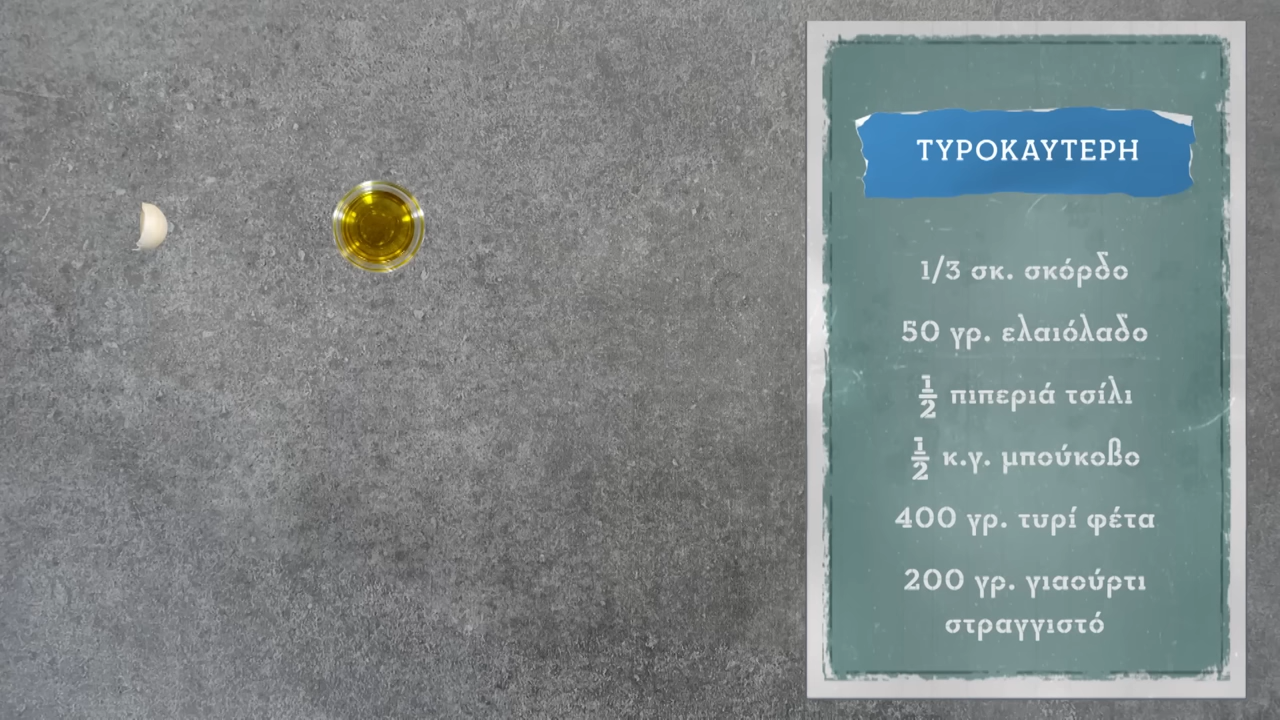 ΤΥΡΟΚΑΥΤΕΡΗ
1/3 σκ. σκόρδο
50 γρ. ελαιόλαδο
½ πιπεριά τσίλι
½ κ.γ. μπούκοβο
400 γρ. τυρί φέτα
200 γρ. γιαούρτι
στραγγιστό